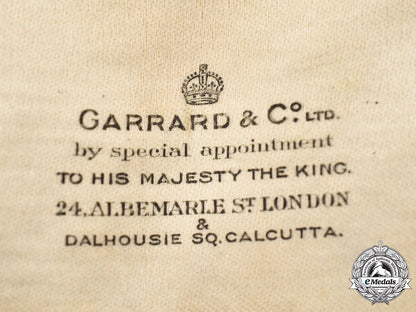 GARRARD & Co. LTD.
by special appointment
TO HIS MAJESTY THE KING.
24, ALBEMARLE ST LONDON
&
DALHOUSIE SQ. CALCUTTA.
eMedals